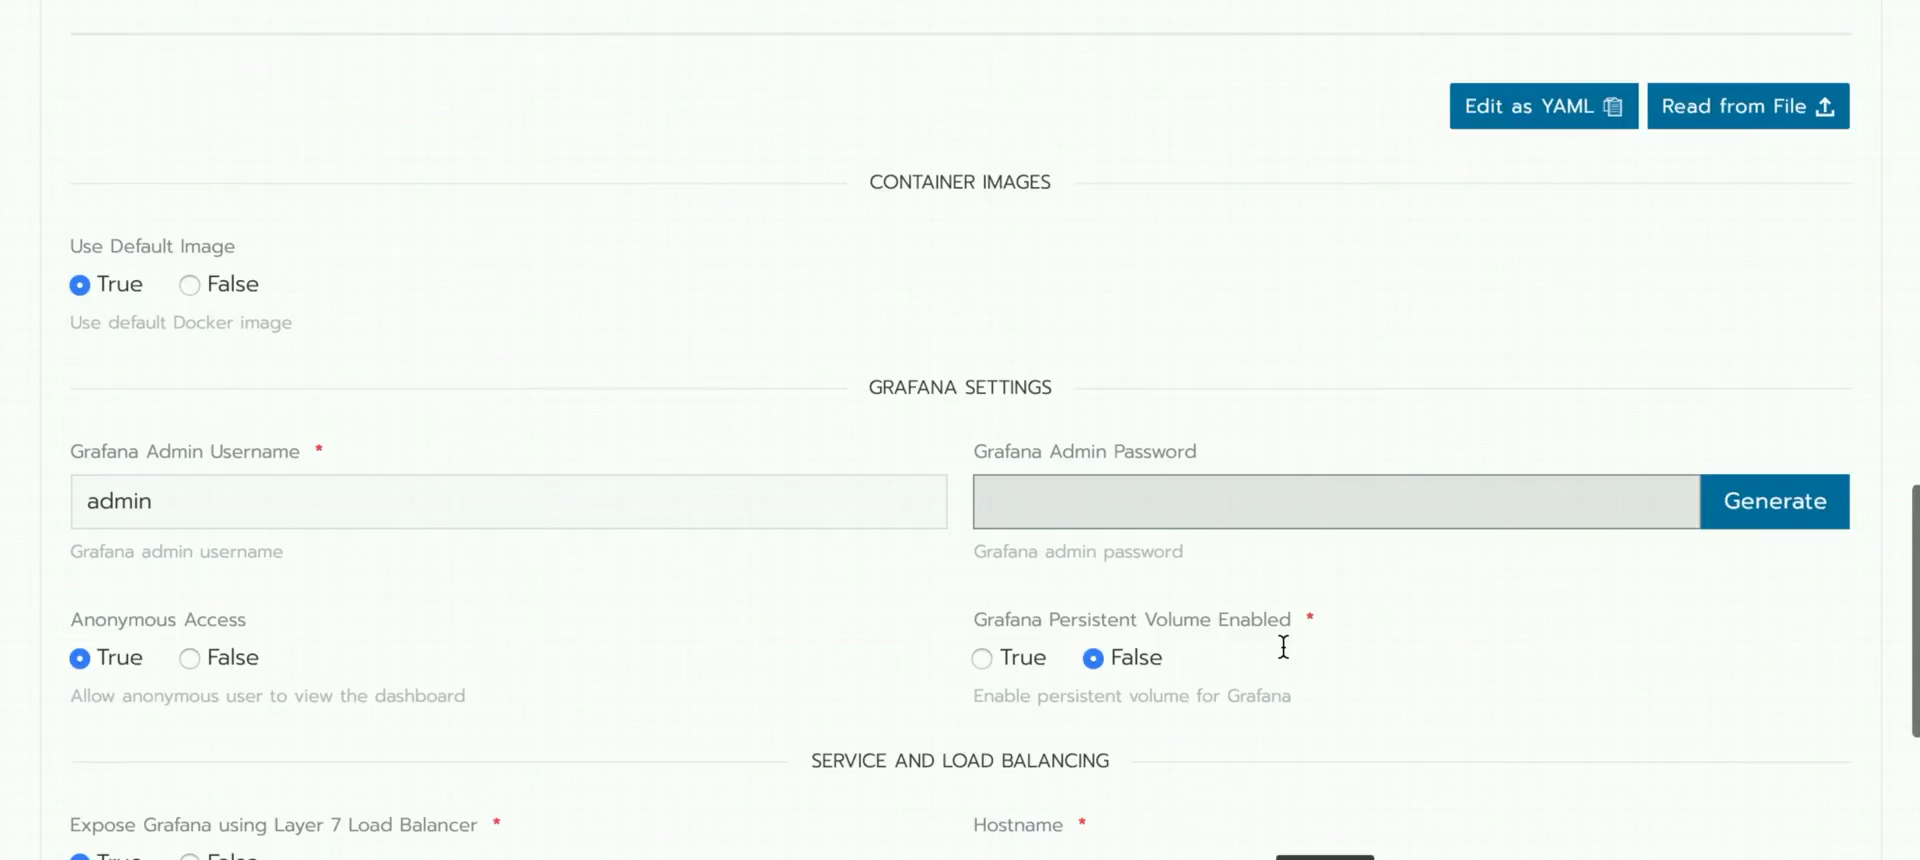 Edit as YAML
Read from File
CONTAINER IMAGES
Use Default Image
True False
Use default Docker image
GRAFANA SETTINGS
Grafana Admin Username *
Grafana Admin Password
admin
Generate
Grafana admin username
Grafana admin password
Anonymous Access
Grafana Persistent Volume Enabled *
True False
True False
Allow anonymous user to view the dashboard
Enable persistent volume for Grafana
SERVICE AND LOAD BALANCING
Expose Grafana using Layer 7 Load Balancer *
Hostname *
True False